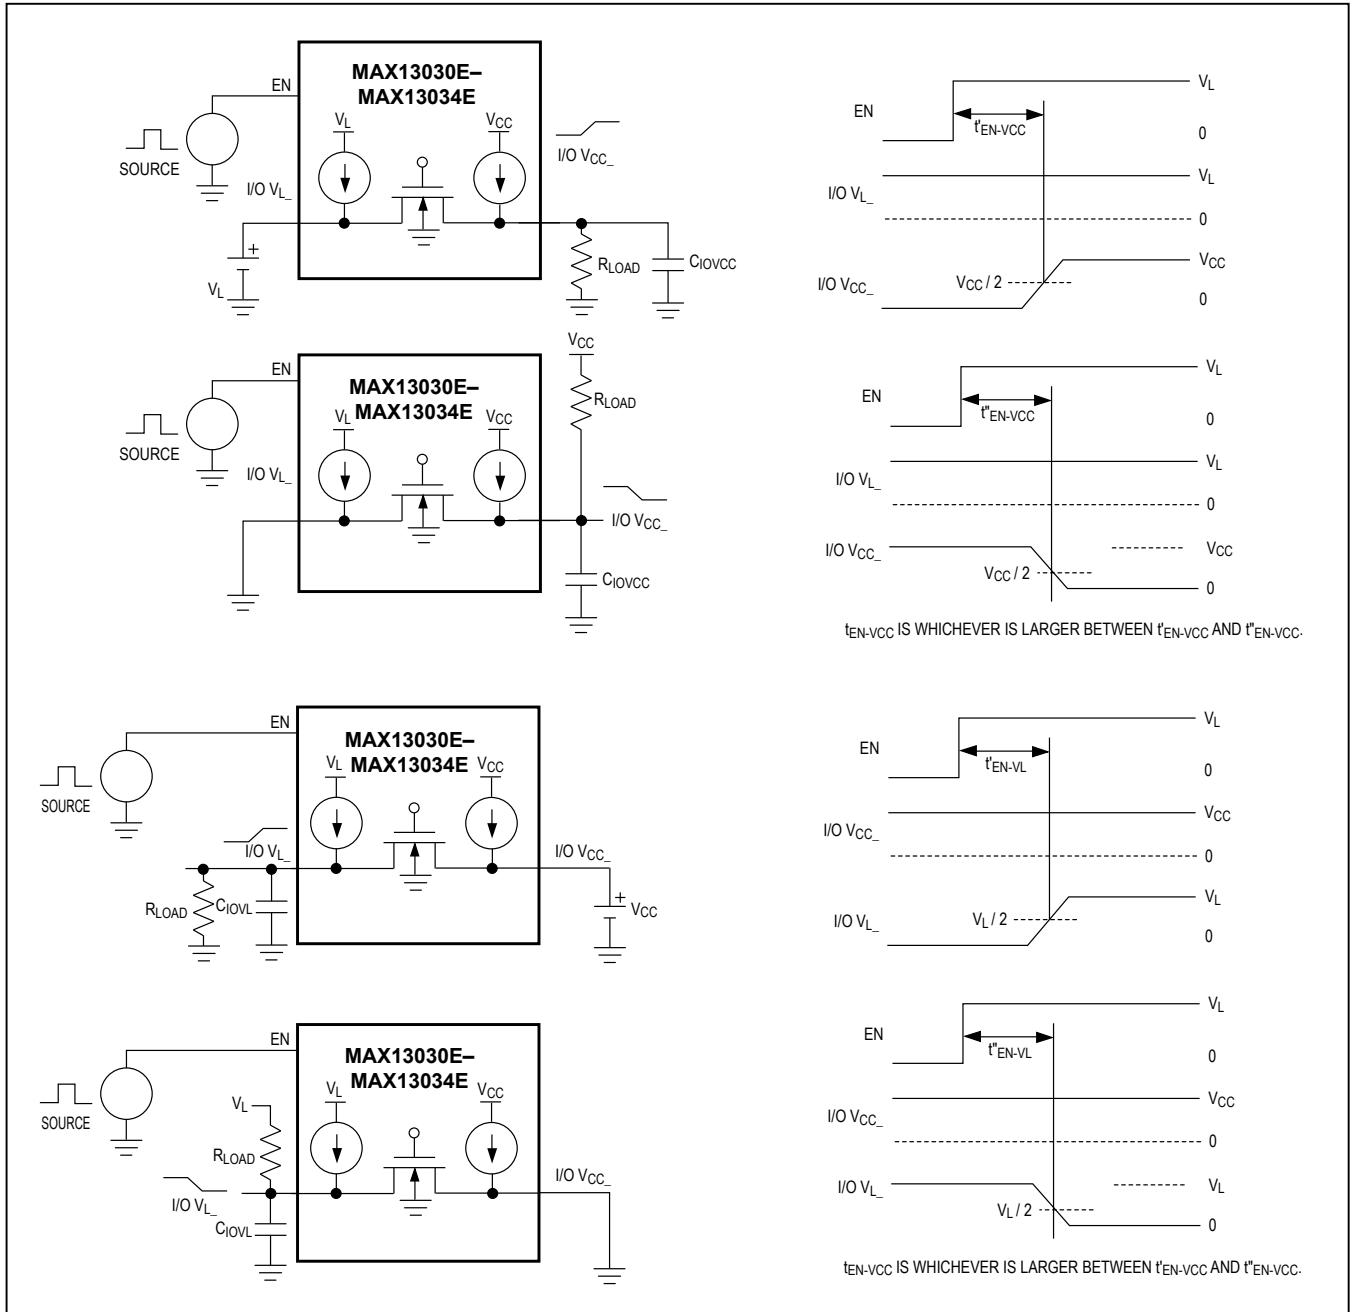 MAX13030E–
MAX13034E
EN
SOURCE
VL
VCC
I/O VL_
I/O VCC_
VL
RLOAD
CIOVCC
EN
t'EN-VCC
VL
0
I/O VL_
VL
0
I/O VCC_
VCC / 2
VCC
0
MAX13030E–
MAX13034E
EN
SOURCE
VL
VCC
I/O VL_
VCC
RLOAD
I/O VCC_
CIOVCC
EN
t"EN-VCC
VL
0
I/O VL_
VL
0
I/O VCC_
VCC / 2
VCC
0
tEN-VCC IS WHICHEVER IS LARGER BETWEEN t'EN-VCC AND t"EN-VCC.
MAX13030E–
MAX13034E
EN
SOURCE
VL
VCC
I/O VL_
RLOAD
CIOVL
I/O VCC_
VCC
EN
t'EN-VL
VL
0
I/O VCC_
VCC
0
I/O VL_
VL / 2
VL
0
MAX13030E–
MAX13034E
EN
SOURCE
VL
VCC
VL
RLOAD
I/O VL_
CIOVL
I/O VCC_
EN
t"EN-VL
VL
0
I/O VCC_
VCC
0
I/O VL_
VL / 2
VL
0
tEN-VCC IS WHICHEVER IS LARGER BETWEEN t'EN-VCC AND t"EN-VCC.